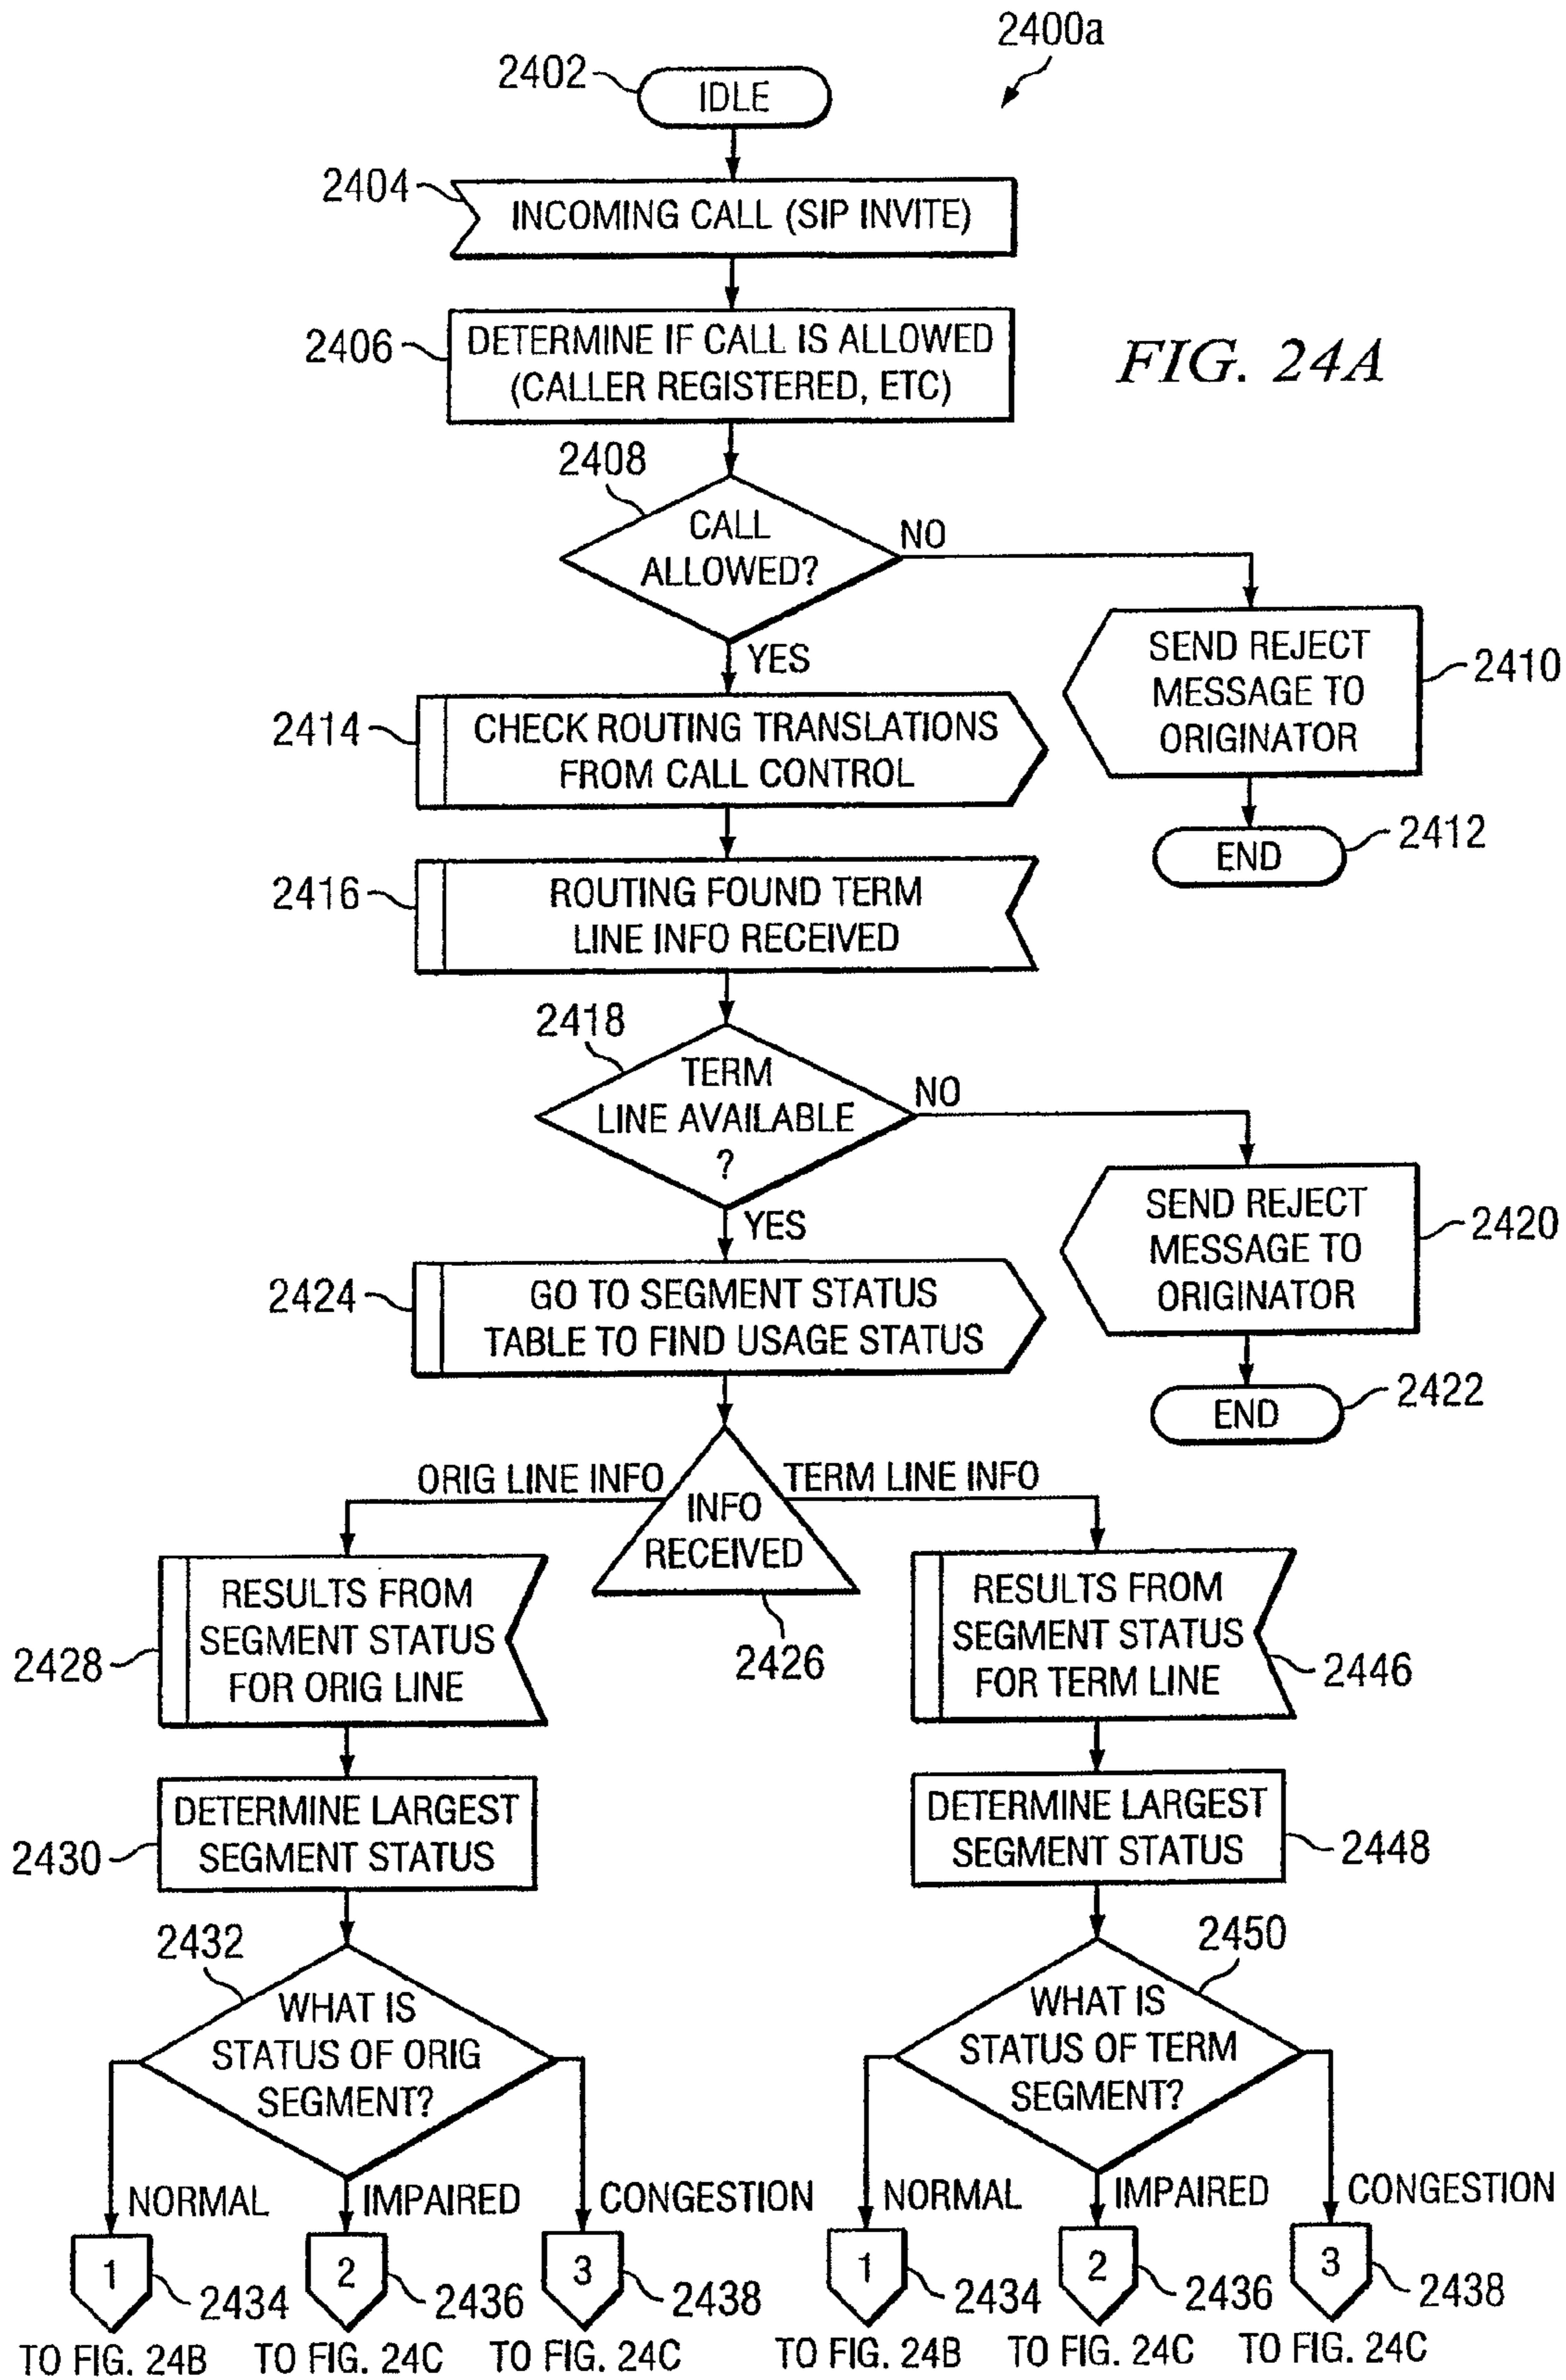 2400a
2402
IDLE
2404
INCOMING CALL (SIP INVITE)
2406
DETERMINE IF CALL IS ALLOWED
(CALLER REGISTERED, ETC)
FIG. 24A
2408
CALL
ALLOWED?
NO
YES
SEND REJECT
MESSAGE TO
ORIGINATOR
2410
2414
CHECK ROUTING TRANSLATIONS
FROM CALL CONTROL
END
2412
2416
ROUTING FOUND TERM
LINE INFO RECEIVED
2418
TERM
LINE AVAILABLE
?
NO
YES
SEND REJECT
MESSAGE TO
ORIGINATOR
2420
2424
GO TO SEGMENT STATUS
TABLE TO FIND USAGE STATUS
END
2422
ORIG LINE INFO
TERM LINE INFO
INFO
RECEIVED
2426
RESULTS FROM
SEGMENT STATUS
FOR ORIG LINE
2428
RESULTS FROM
SEGMENT STATUS
FOR TERM LINE
2446
DETERMINE LARGEST
SEGMENT STATUS
2430
DETERMINE LARGEST
SEGMENT STATUS
2448
2432
WHAT IS
STATUS OF ORIG
SEGMENT?
2450
WHAT IS
STATUS OF TERM
SEGMENT?
NORMAL
IMPAIRED
CONGESTION
NORMAL
IMPAIRED
CONGESTION
1
2434
2
2436
3
2438
1
2434
2
2436
3
2438
TO FIG. 24B
TO FIG. 24C
TO FIG. 24C
TO FIG. 24B
TO FIG. 24C
TO FIG. 24C